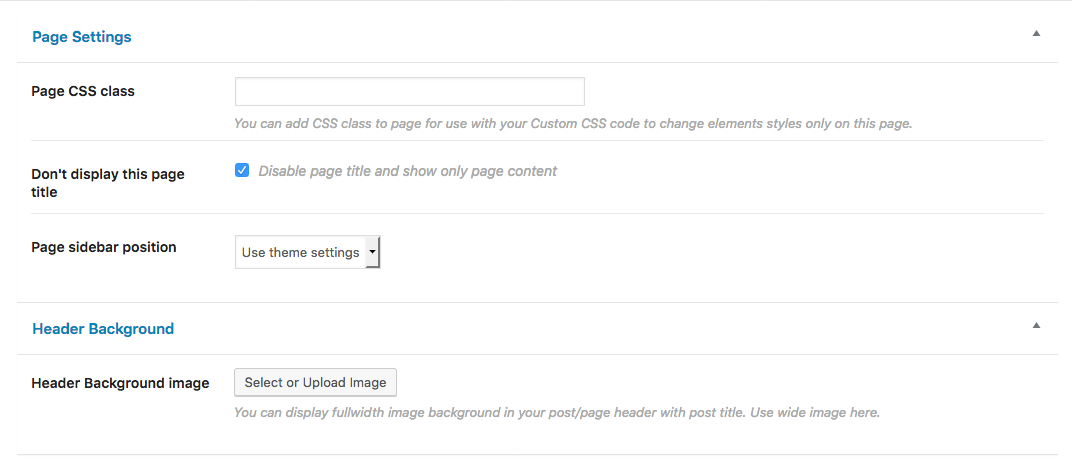 Page Settings
Page CSS class
You can add CSS class to page for use with your Custom CSS code to change elements styles only on this page.
Don't display this page
title
Disable page title and show only page content
Page sidebar position
Use theme settings
Header Background
Header Background image
Select or Upload Image
You can display fullwidth image background in your post/page header with post title. Use wide image here.